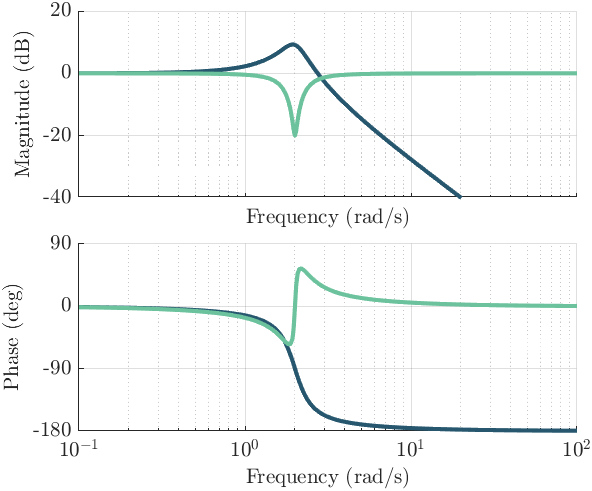 Magnitude (dB)
20
0
-20
-40
Frequency (rad/s)
Phase (deg)
90
0
-90
-180
10⁻¹ 10⁰ 10¹ 10²
Frequency (rad/s)